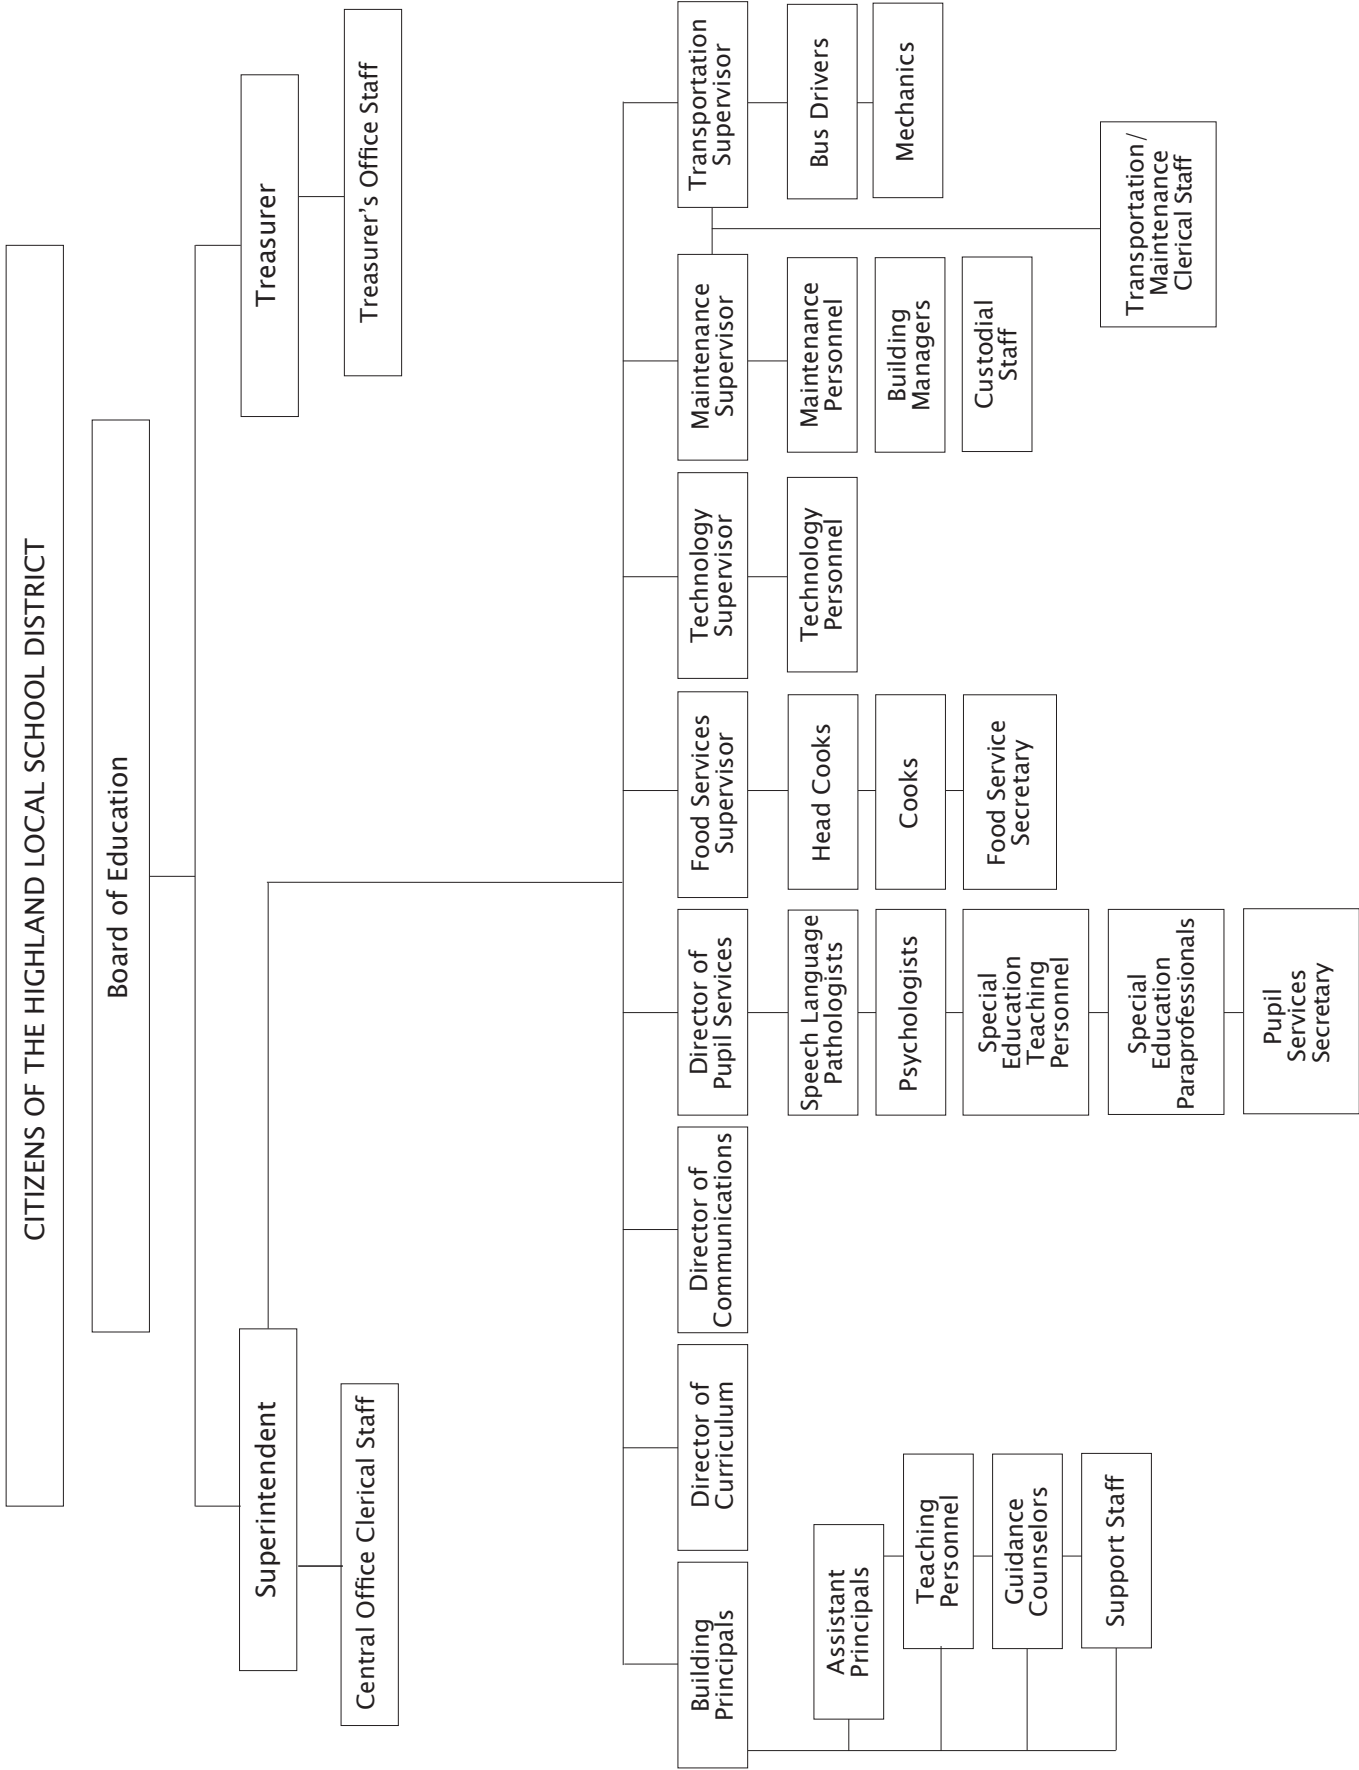 CITIZENS OF THE HIGHLAND LOCAL SCHOOL DISTRICT
Board of Education
Superintendent
Treasurer
Central Office Clerical Staff
Treasurer's Office Staff
Building
Principals
Director of
Curriculum
Director of
Communications
Director of
Pupil Services
Food Services
Supervisor
Technology
Supervisor
Maintenance
Supervisor
Transportation
Supervisor
Assistant
Principals
Teaching
Personnel
Guidance
Counselors
Support Staff
Speech Language
Pathologists
Psychologists
Special
Education
Teaching
Personnel
Special
Education
Paraprofessionals
Pupil
Services
Secretary
Head Cooks
Cooks
Food Service
Secretary
Technology
Personnel
Maintenance
Personnel
Building
Managers
Custodial
Staff
Bus Drivers
Mechanics
Transportation/
Maintenance
Clerical Staff